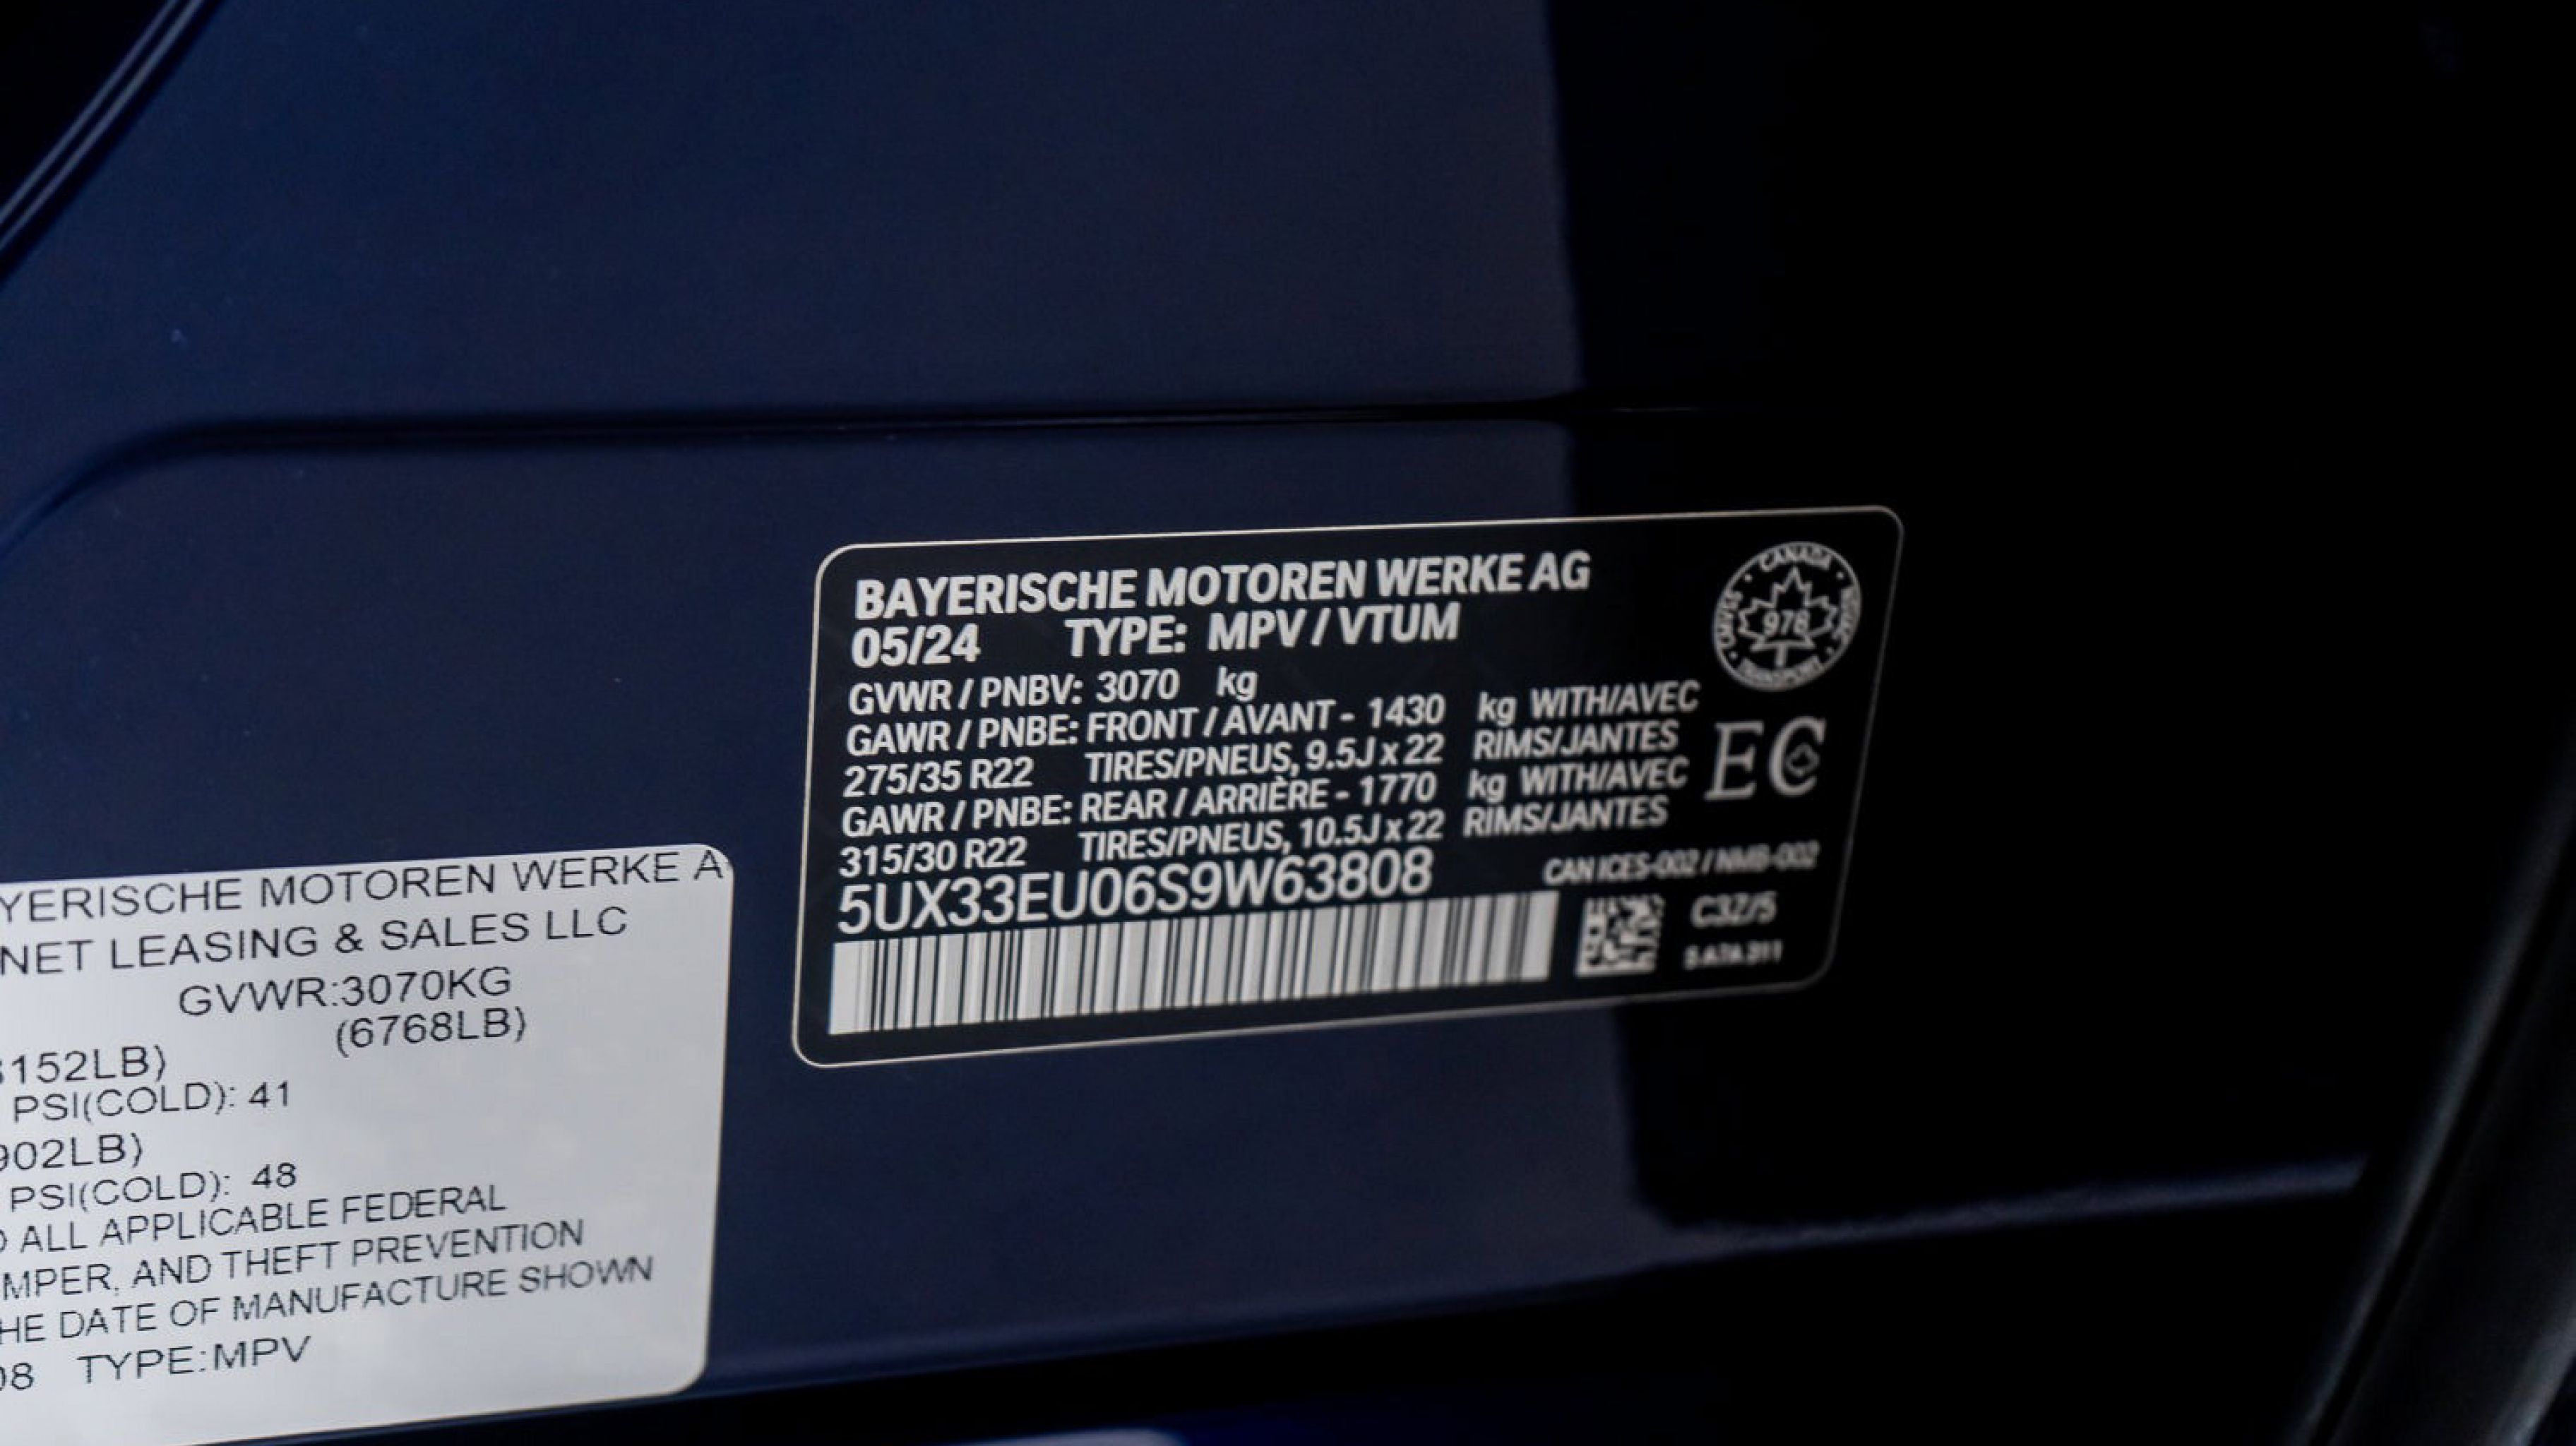 BAYERISCHE MOTOREN WERKE AG
05/24 TYPE: MPV / VTUM
GVWR / PNBV: 3070 kg
GAWR / PNBE: FRONT / AVANT - 1430 kg WITH/AVEC
275/35 R22 TIRES/PNEUS, 9.5J x 22 RIMS/JANTES
GAWR / PNBE: REAR / ARRIÈRE - 1770 kg WITH/AVEC
315/30 R22 TIRES/PNEUS, 10.5J x 22 RIMS/JANTES
5UX33EU06S9W63808
CANADA
TRANSPORT
EC
CAN ICES-002 / NMB-002
C3Z/5
YERISCHE MOTOREN WERKE A
NET LEASING & SALES LLC
GVWR:3070KG
(6768LB)
152LB)
PSI(COLD): 41
902LB)
PSI(COLD): 48
ALL APPLICABLE FEDERAL
MPER, AND THEFT PREVENTION
HE DATE OF MANUFACTURE SHOWN
08 TYPE:MPV